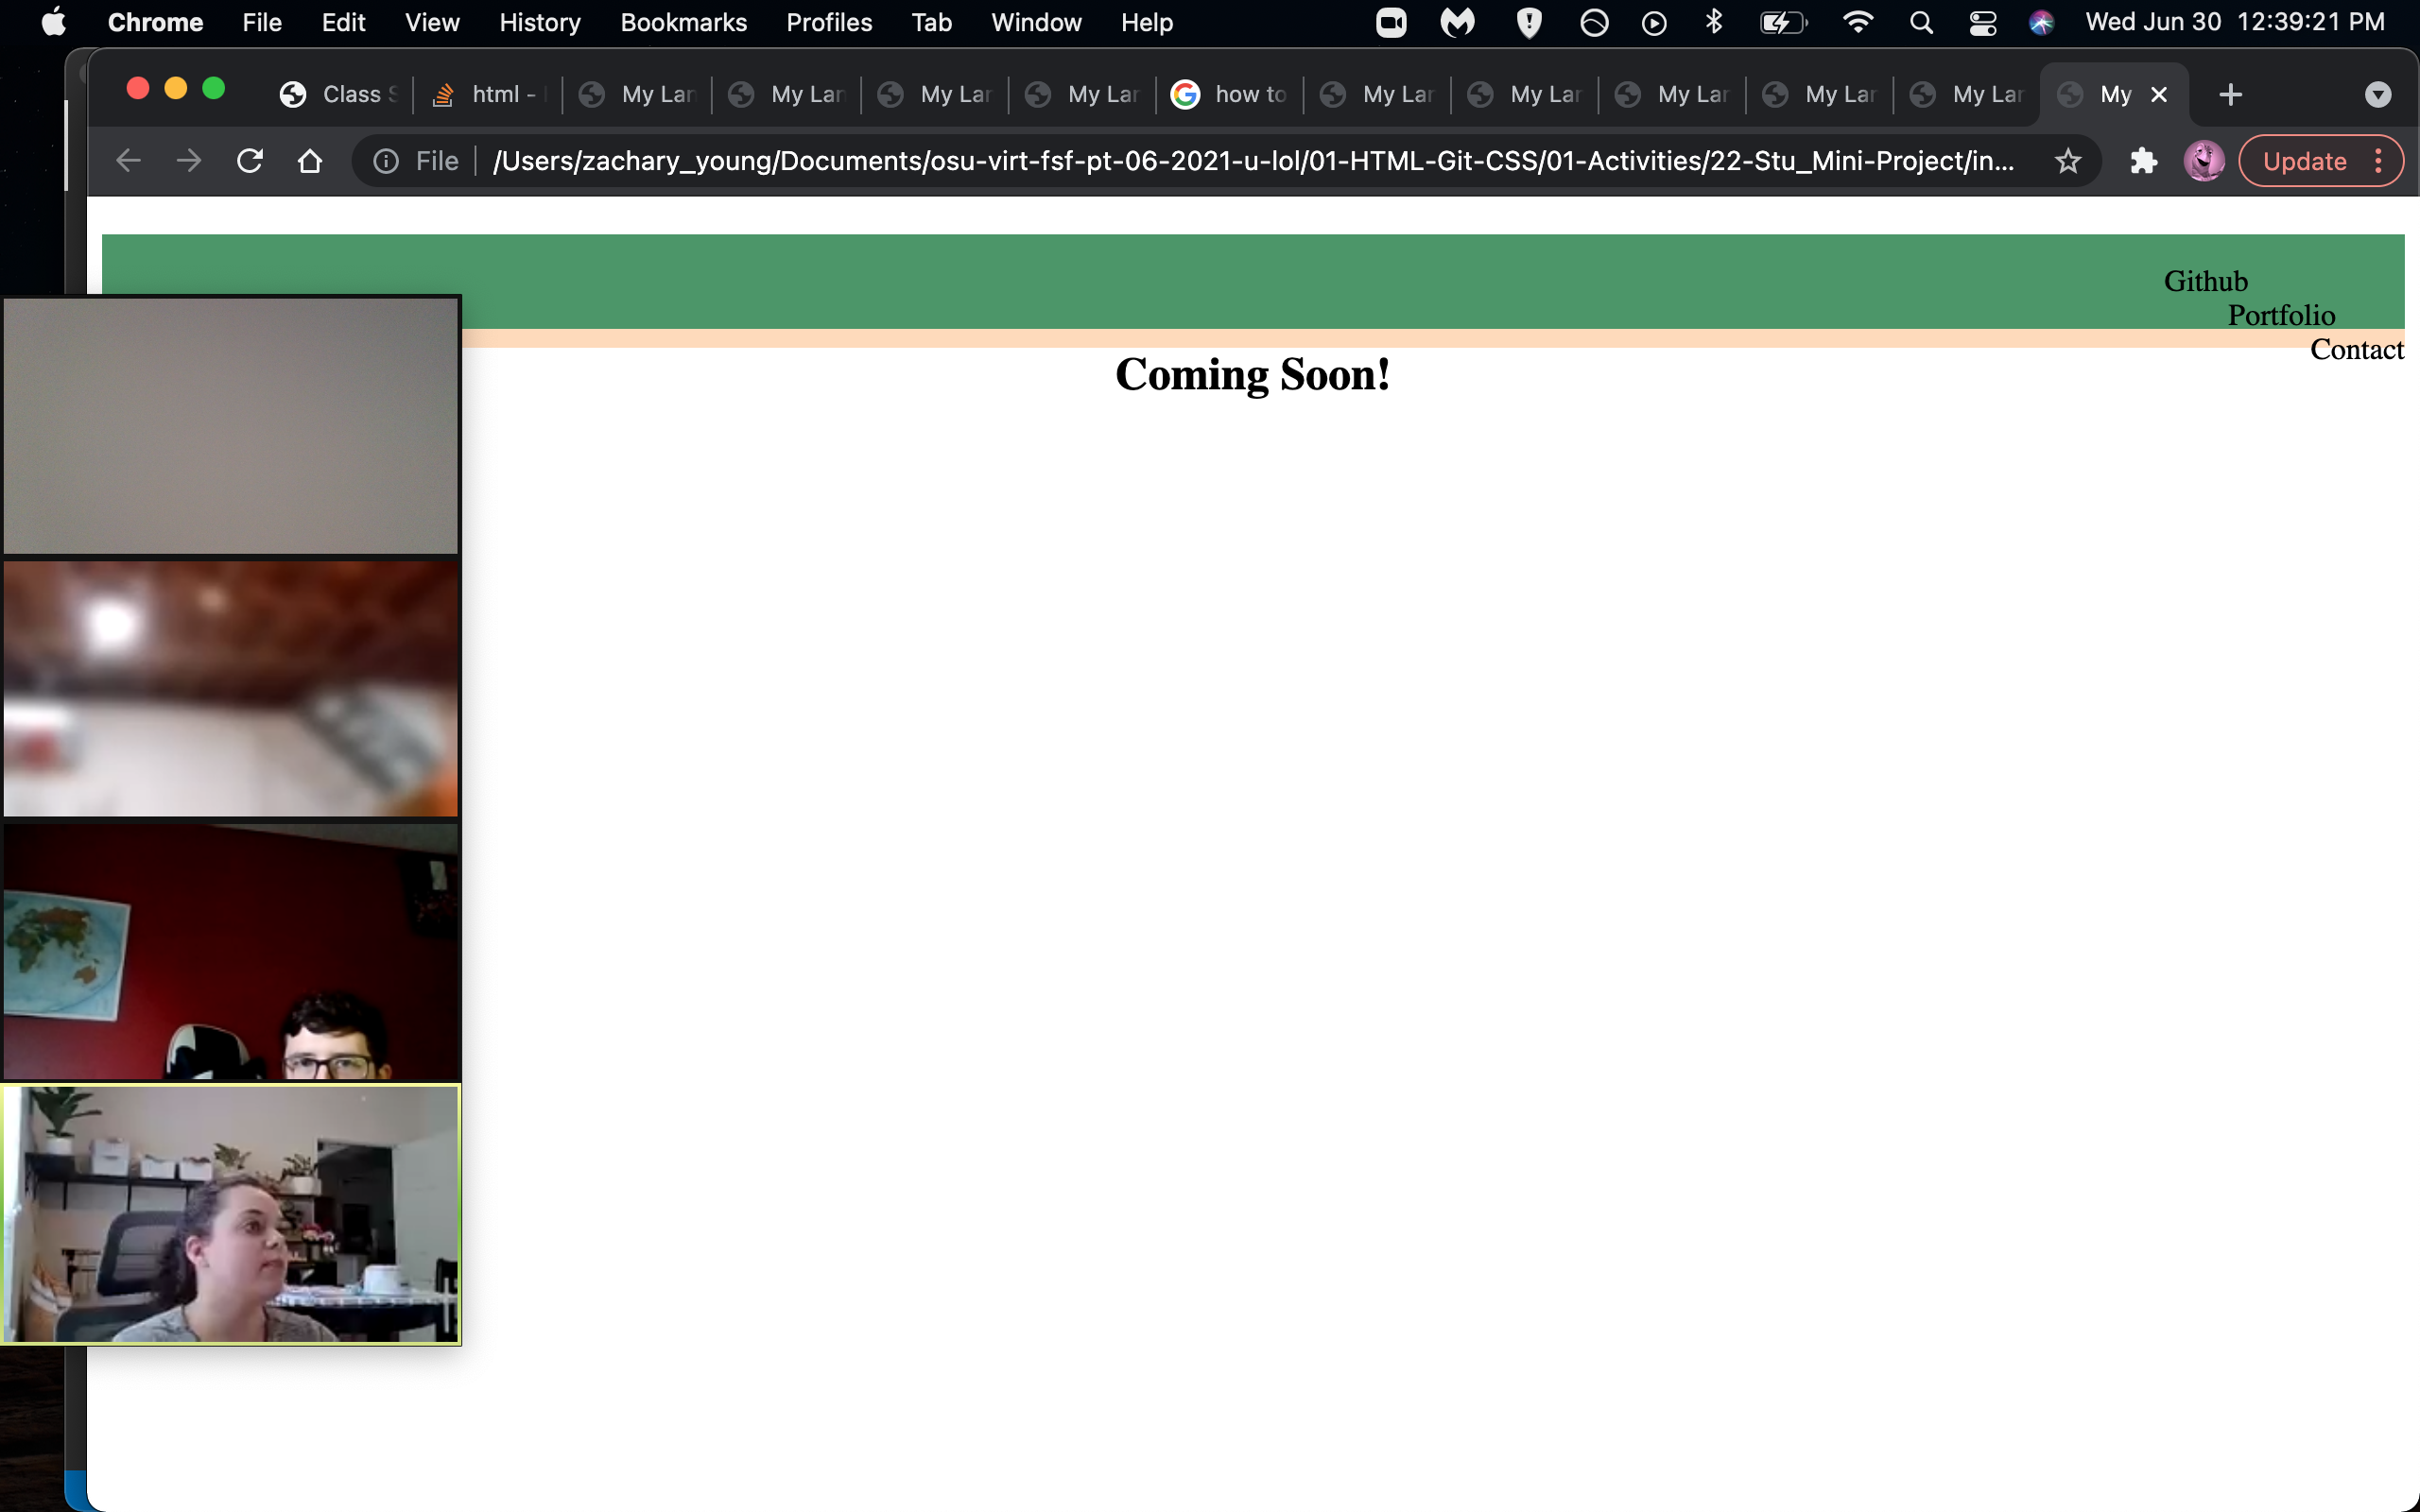 Chrome File Edit View History Bookmarks Profiles Tab Window Help Wed Jun 30 12:39:21 PM
Class html - My Lar My Lar My Lar My Lar how to My Lar My Lar My Lar My Lar My Lar My
File /Users/zachary_young/Documents/osu-virt-fsf-pt-06-2021-u-lol/01-HTML-Git-CSS/01-Activities/22-Stu_Mini-Project/in... Update
Github
Portfolio
Contact
Coming Soon!